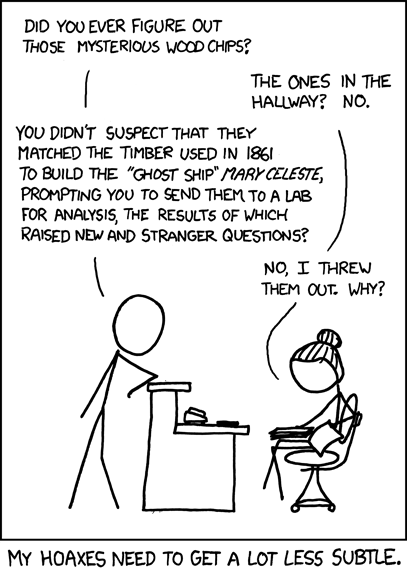 DID YOU EVER FIGURE OUT
THOSE MYSTERIOUS WOOD CHIPS?
THE ONES IN THE
HALLWAY? NO.
YOU DIDN'T SUSPECT THAT THEY
MATCHED THE TIMBER USED IN 1861
TO BUILD THE "GHOST SHIP" MARY CELESTE,
PROMPTING YOU TO SEND THEM TO A LAB
FOR ANALYSIS, THE RESULTS OF WHICH
RAISED NEW AND STRANGER QUESTIONS?
NO, I THREW
THEM OUT. WHY?
MY HOAXES NEED TO GET A LOT LESS SUBTLE.